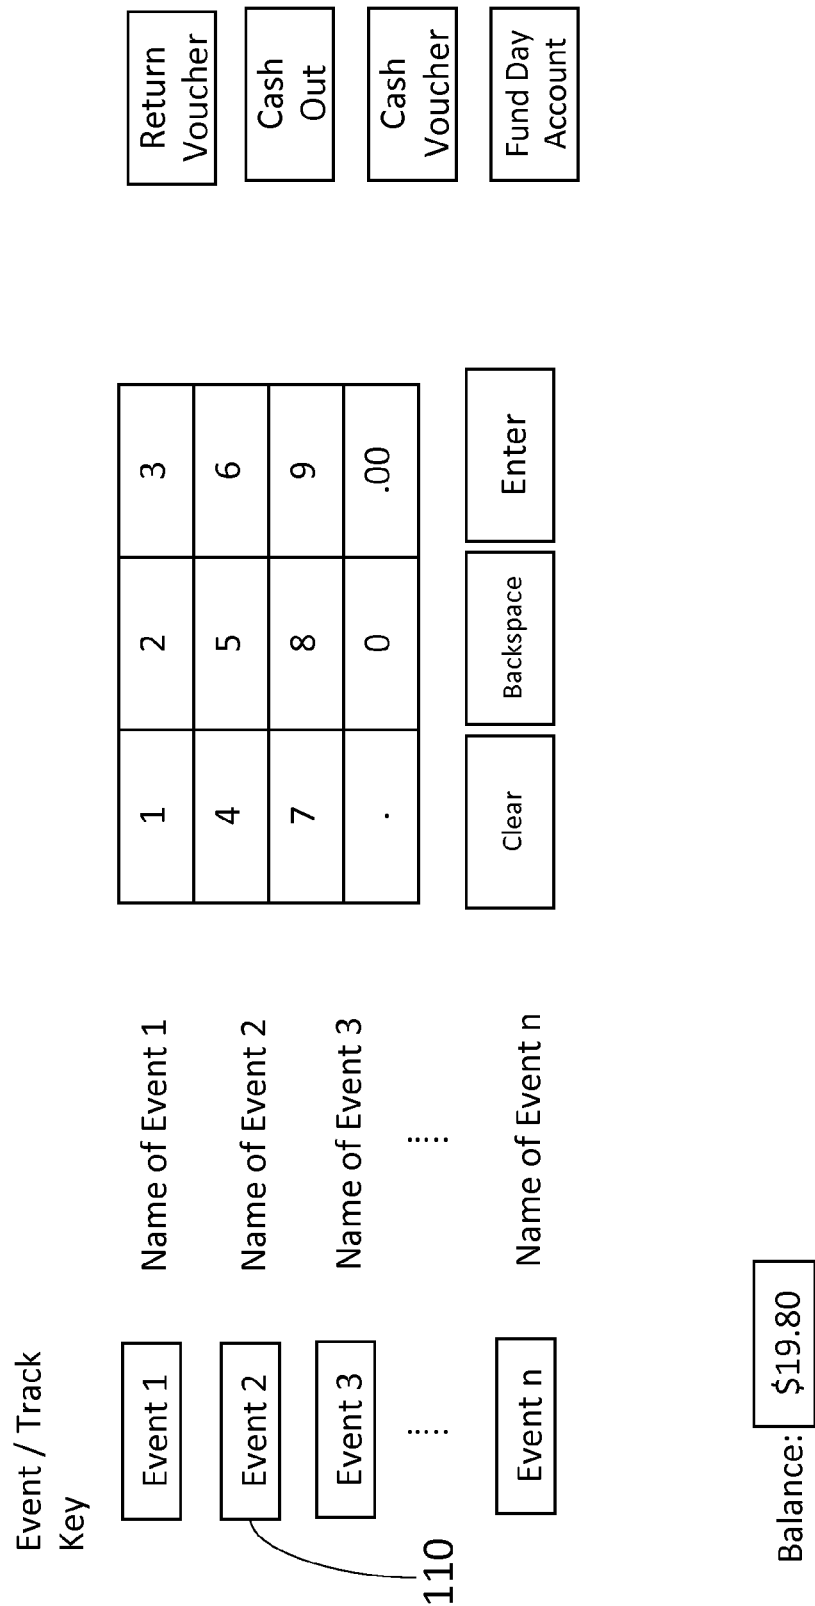 Event / Track
Key
Event 1
Name of Event 1
Event 2
Name of Event 2
Event 3
Name of Event 3
.....
.....
Event n
Name of Event n
110
Balance:
$19.80
1
2
3
4
5
6
7
8
9
.
0
.00
Clear
Backspace
Enter
Return
Voucher
Cash
Out
Cash
Voucher
Fund Day
Account